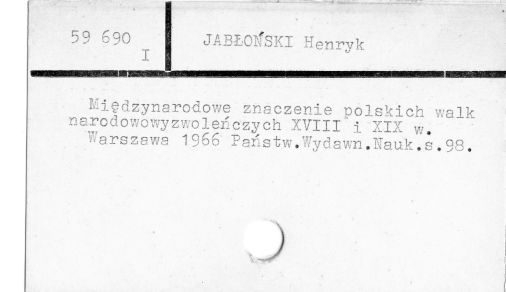 59 690
I
JABŁOŃSKI Henryk
Międzynarodowe znaczenie polskich walk
narodowowyzwoleńczych XVIII i XIX w.
Warszawa 1966 Państw.Wydawn.Nauk.s.98.